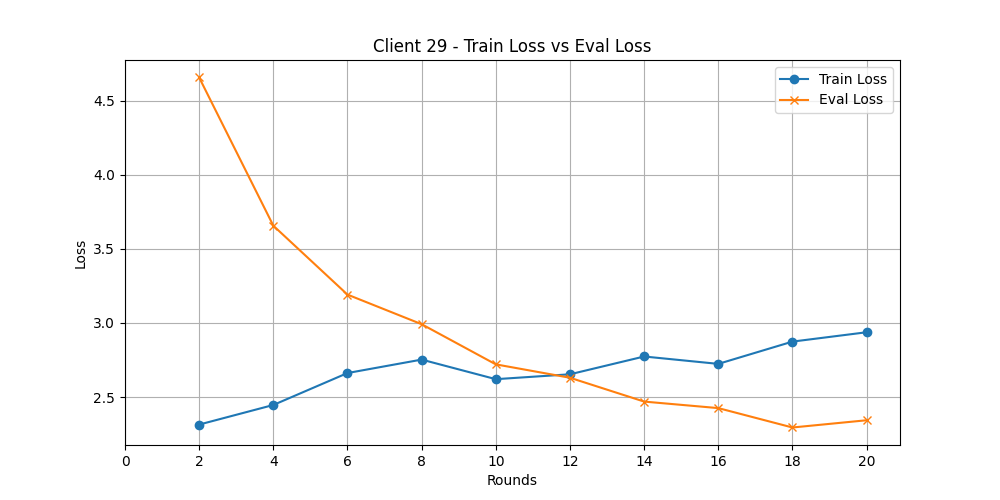 Client 29 - Train Loss vs Eval Loss
Train Loss
Eval Loss
Loss
4.5
4.0
3.5
3.0
2.5
0 2 4 6 8 10 12 14 16 18 20
Rounds